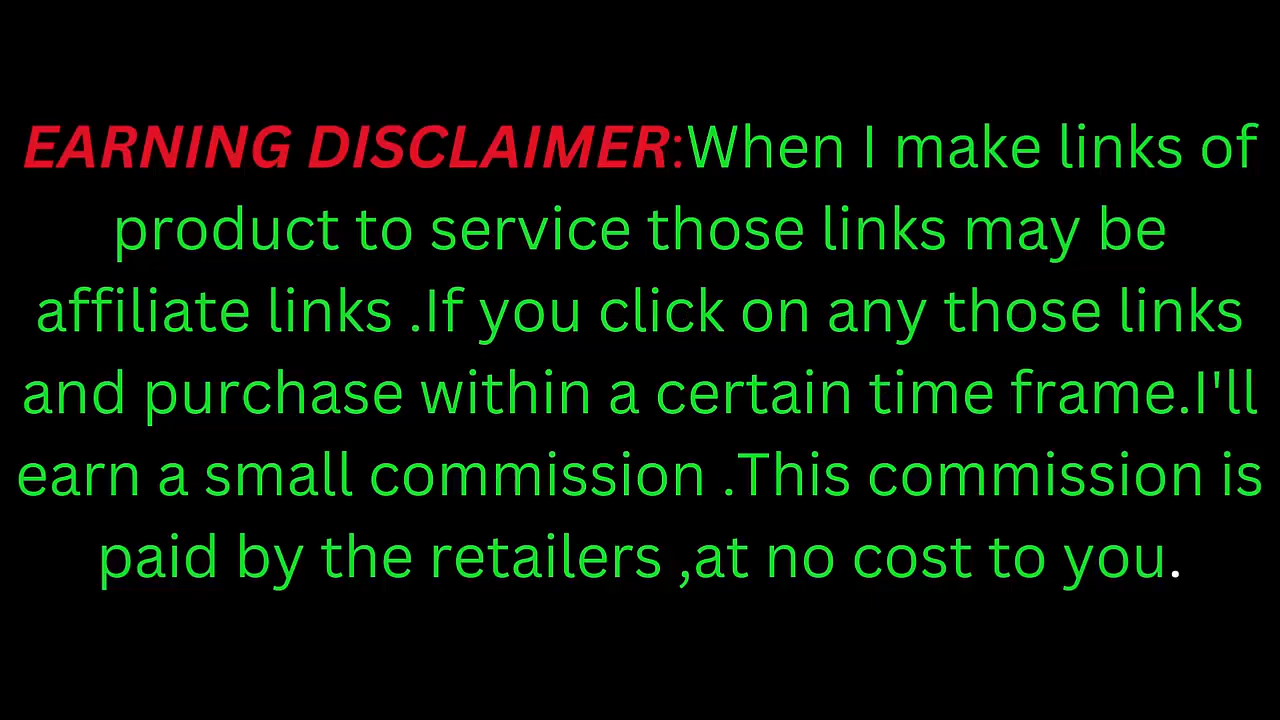 EARNING DISCLAIMER:When I make links of
product to service those links may be
affiliate links .If you click on any those links
and purchase within a certain time frame.I'll
earn a small commission .This commission is
paid by the retailers ,at no cost to you.